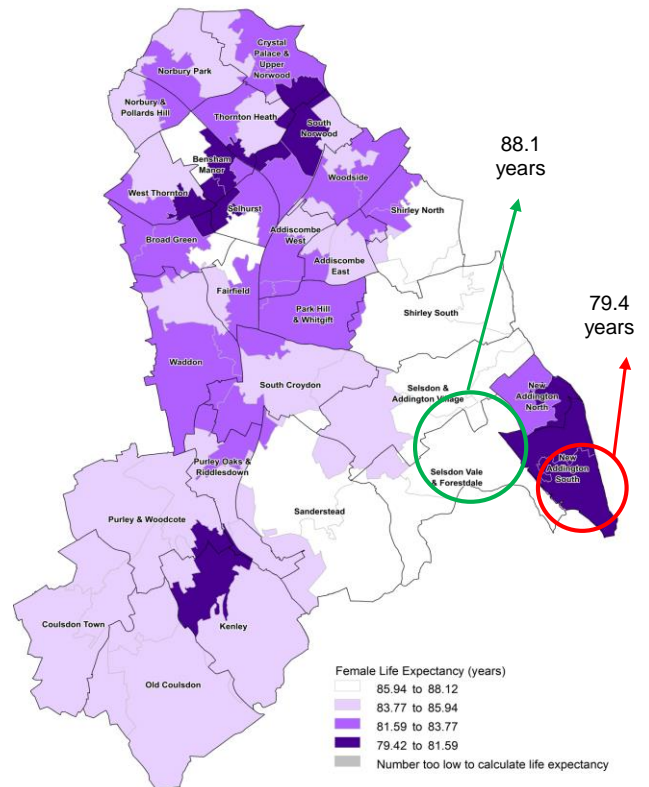 Crystal
Palace &
Upper
Norwood
Norbury Park
Norbury &
Pollards Hill
Thornton Heath
South
Norwood
Bensham
Manor
Woodside
West Thornton
Selhurst
Shirley North
Broad Green
Addiscombe
West
Addiscombe
East
Fairfield
Park Hill
& Whitgift
Shirley South
Waddon
South Croydon
Selsdon &
Addington Village
New
Addington
North
New
Addington
South
Purley Oaks &
Riddlesdown
Selsdon Vale
& Forestdale
Sanderstead
Purley & Woodcote
Coulsdon Town
Kenley
Old Coulsdon
88.1
years
79.4
years
Female Life Expectancy (years)
85.94 to 88.12
83.77 to 85.94
81.59 to 83.77
79.42 to 81.59
Number too low to calculate life expectancy